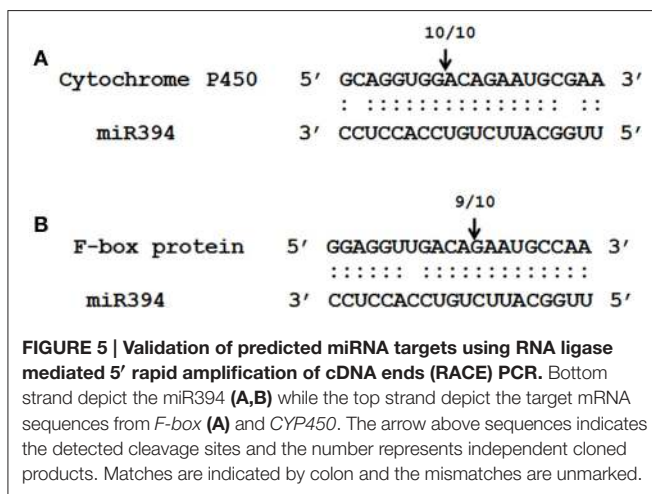 10/10
A
Cytochrome P450 5′ GCAGGUGGACAGAAUGCGAA 3′
: : : : : : : : : : : : : : : : : :
miR394 3′ CCUCCACCUGUCUUACGGUU 5′
9/10
B
F-box protein 5′ GGAGGUUGACAGAAUGCCAA 3′
: : : : : : : : : : : : : : : : : : :
miR394 3′ CCUCCACCUGUCUUACGGUU 5′
FIGURE 5 | Validation of predicted miRNA targets using RNA ligase
mediated 5′ rapid amplification of cDNA ends (RACE) PCR. Bottom
strand depict the miR394 (A,B) while the top strand depict the target mRNA
sequences from F-box (A) and CYP450. The arrow above sequences indicates
the detected cleavage sites and the number represents independent cloned
products. Matches are indicated by colon and the mismatches are unmarked.